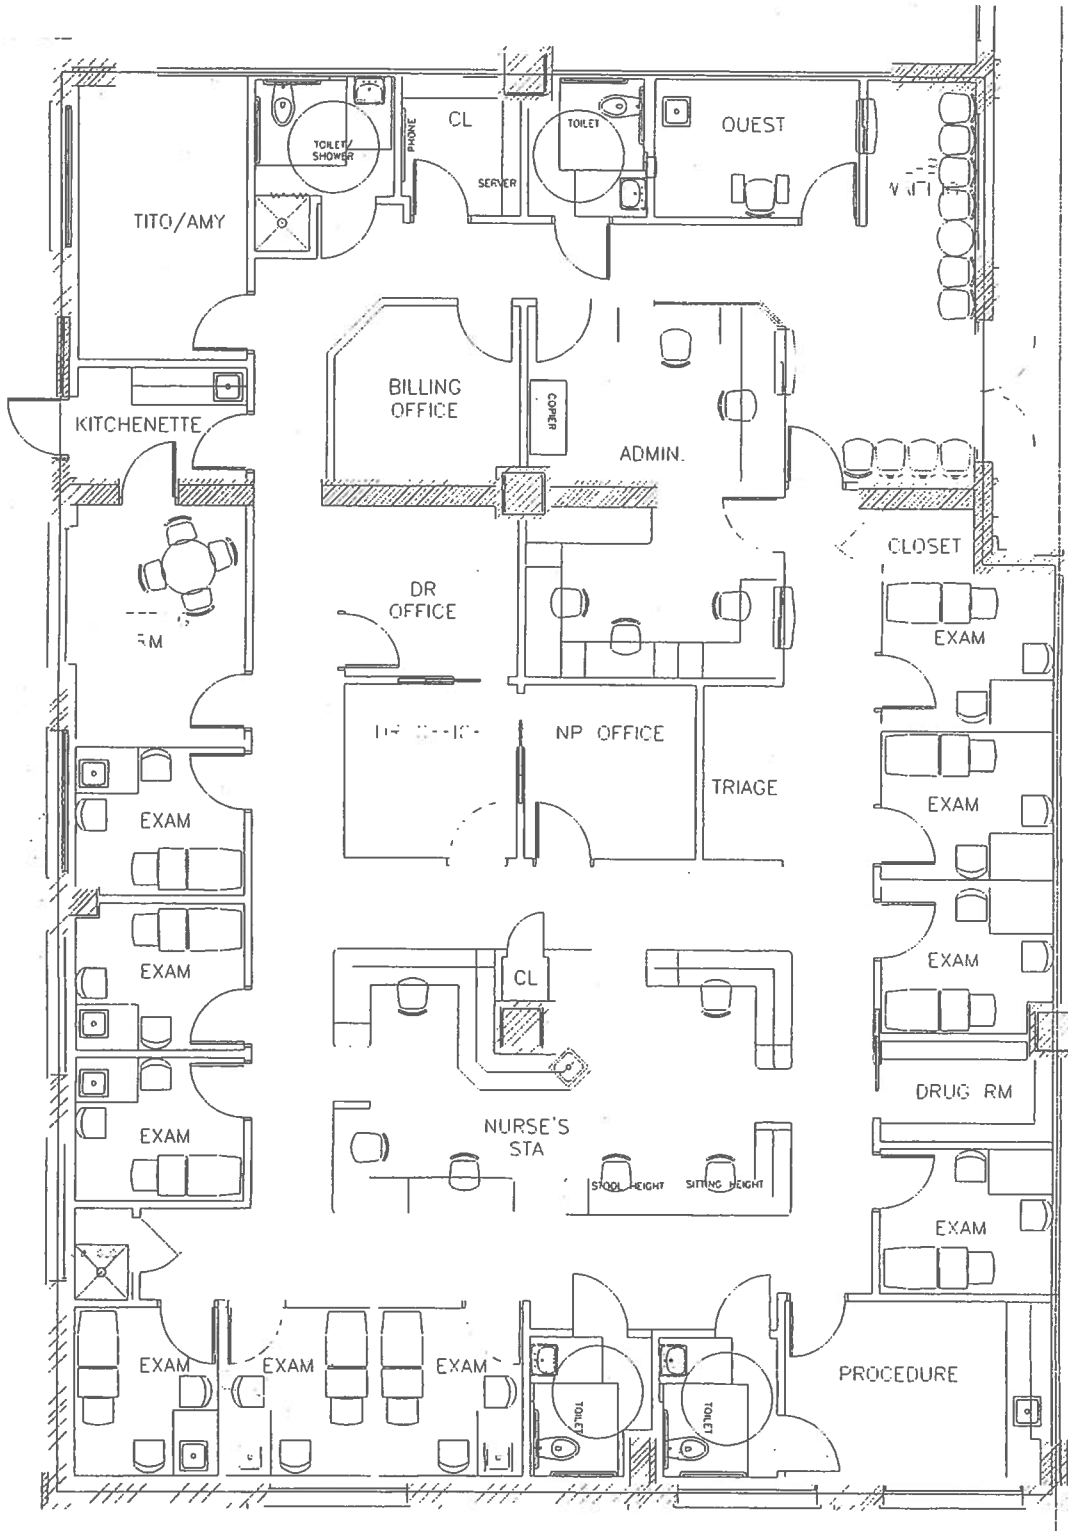 CL
PHONE
TOILET/
SHOWER
SERVER
TOILET
QUEST
TITO/AMY
BILLING
OFFICE
COPIER
ADMIN.
KITCHENETTE
CLOSET
DR
OFFICE
EXAM
RM
NP OFFICE
TRIAGE
EXAM
EXAM
EXAM
EXAM
CL
DRUG RM
NURSE'S
STA
EXAM
STOOL HEIGHT
SITTING HEIGHT
EXAM
EXAM
EXAM
EXAM
TOILET
TOILET
PROCEDURE